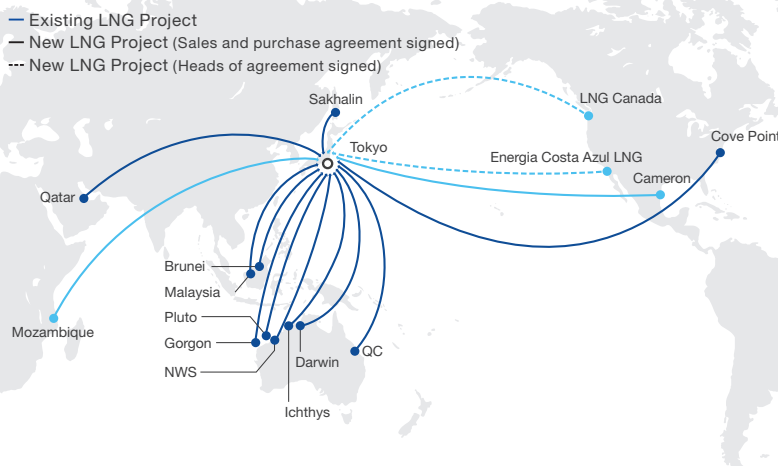 Existing LNG Project
New LNG Project (Sales and purchase agreement signed)
New LNG Project (Heads of agreement signed)
Sakhalin
LNG Canada
Cove Point
Tokyo
Energia Costa Azul LNG
Cameron
Qatar
Brunei
Malaysia
Pluto
Mozambique
Gorgon
QC
Darwin
NWS
Ichthys